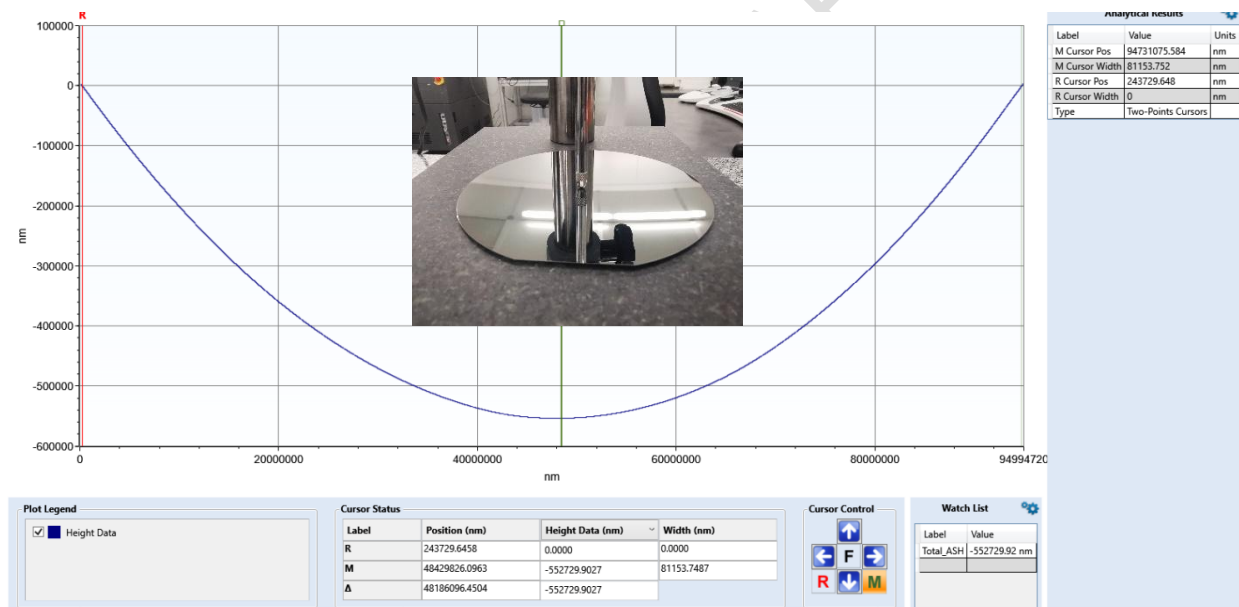 R
Analytical Results
100000
0
-100000
-200000
-300000
-400000
-500000
-600000
nm
0 20000000 40000000 60000000 80000000 94994720
nm
Label Value Units
M Cursor Pos 94731075.584 nm
M Cursor Width 81153.752 nm
R Cursor Pos 243729.648 nm
R Cursor Width 0 nm
Type Two-Points Cursors
Plot Legend
Height Data
Cursor Status
Label Position (nm) Height Data (nm) Width (nm)
R 243729.6458 0.0000 0.0000
M 48429826.0963 -552729.9027 81153.7487
Δ 48186096.4504 -552729.9027
Cursor Control
F
R M
Watch List
Label Value
Total_ASH -552729.92 nm